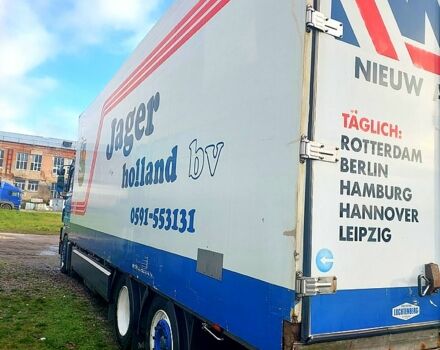 Jager
holland bv
0591-553131
NIEUW
TÄGLICH:
ROTTERDAM
BERLIN
HAMBURG
HANNOVER
LEIPZIG